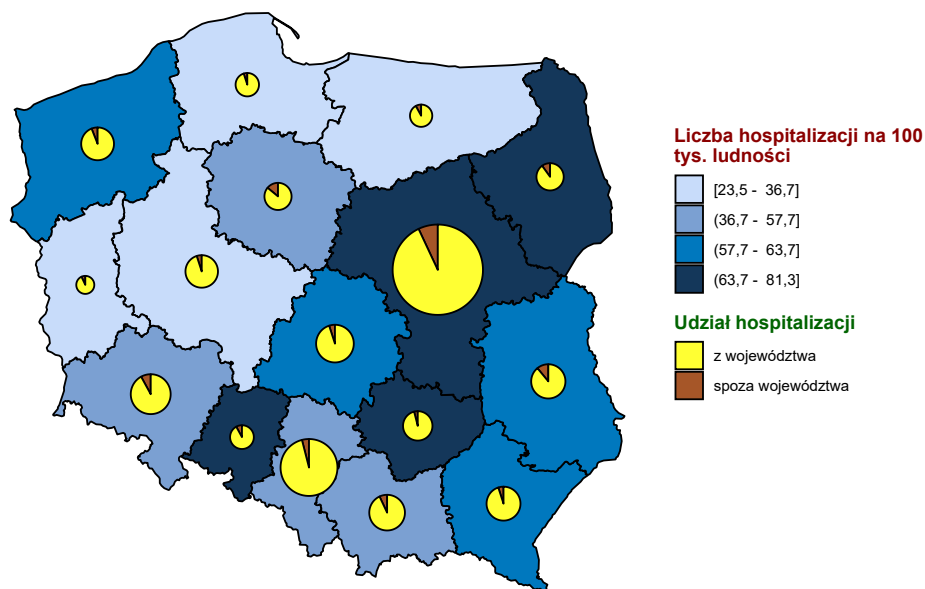 Liczba hospitalizacji na 100
tys. ludności
[23,5 - 36,7]
(36,7 - 57,7]
(57,7 - 63,7]
(63,7 - 81,3]
Udział hospitalizacji
z województwa
spoza województwa